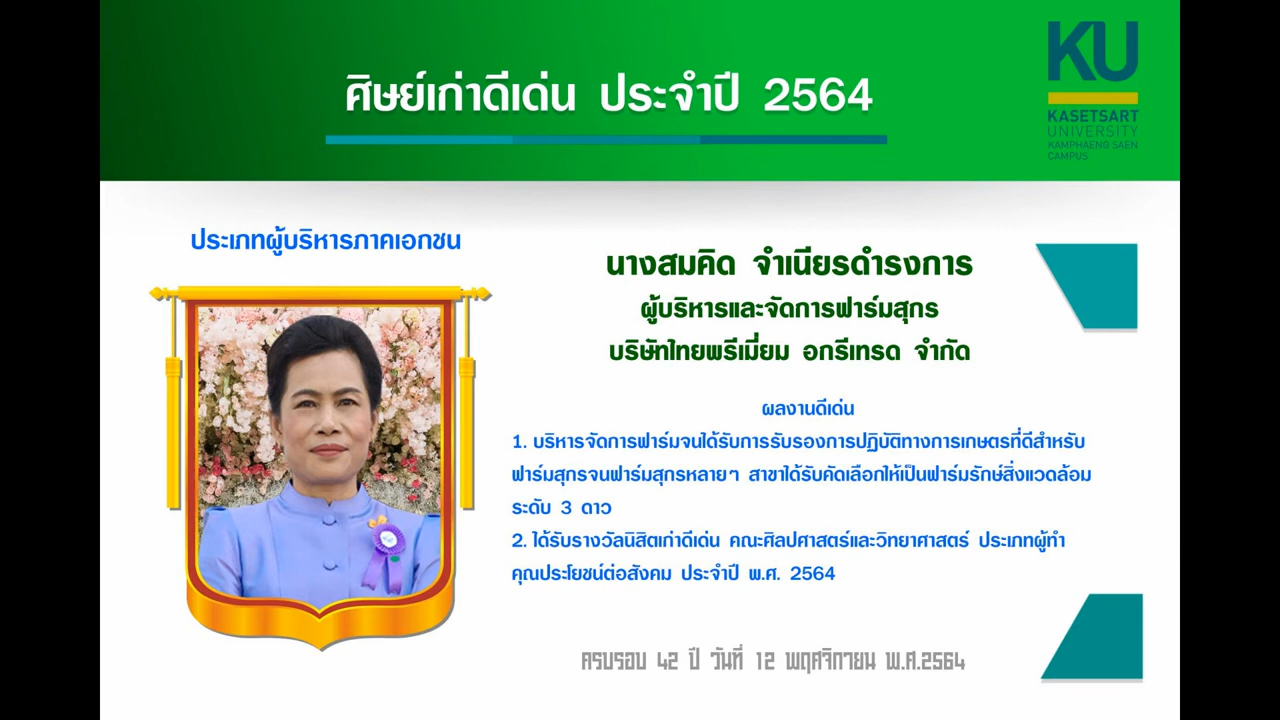 ศิษย์เก่าดีเด่น ประจำปี 2564
KU
KASETSART
UNIVERSITY
KAMPHAENG SAEN
CAMPUS
ประเภทผู้บริหารภาคเอกชน
นางสมคิด จำเนียรดำรงการ
ผู้บริหารและจัดการฟาร์มสุกร
บริษัทไทยพรีเมี่ยม อกรีเทรด จำกัด
ผลงานดีเด่น
1. บริหารจัดการฟาร์มจนได้รับการรับรองการปฏิบัติทางการเกษตรที่ดีสำหรับ
ฟาร์มสุกรจนฟาร์มสุกรหลายๆ สาขาได้รับคัดเลือกให้เป็นฟาร์มรักษ์สิ่งแวดล้อม
ระดับ 3 ดาว
2. ได้รับรางวัลนิสิตเก่าดีเด่น คณะศิลปศาสตร์และวิทยาศาสตร์ ประเภทผู้ทำ
คุณประโยชน์ต่อสังคม ประจำปี พ.ศ. 2564
ครบรอบ 42 ปี วันที่ 12 พฤศจิกายน พ.ศ.2564